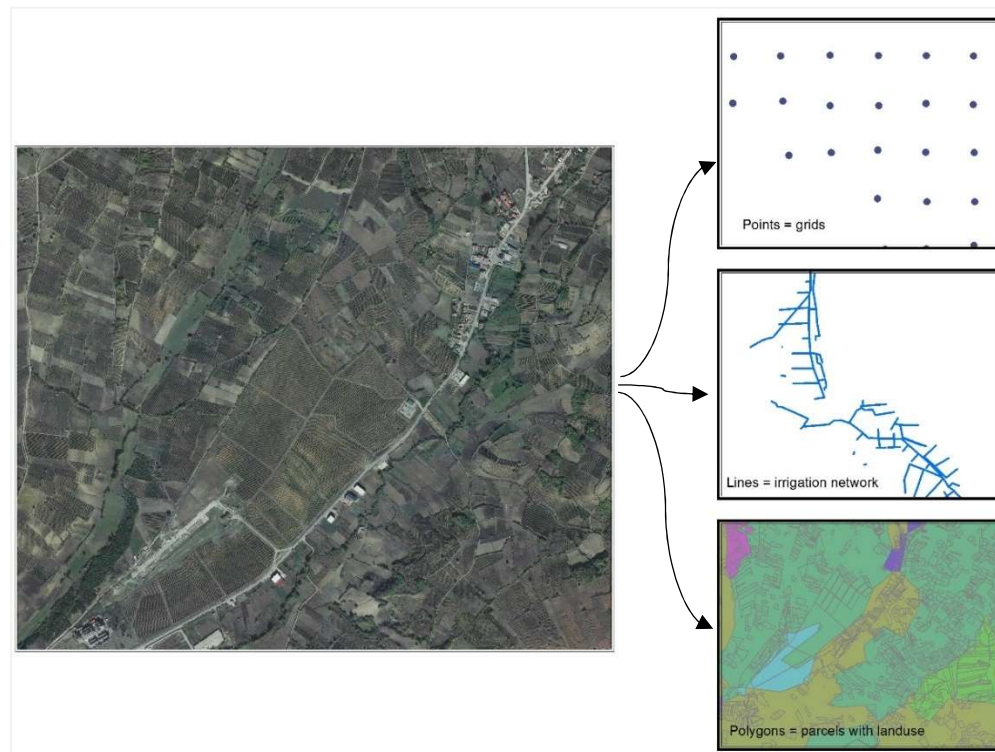 Points = grids
Lines = irrigation network
Polygons = parcels with landuse